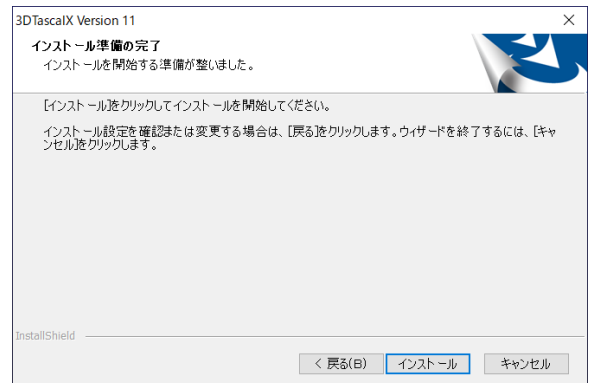 3DTascalX Version 11
インストール準備の完了
インストールを開始する準備が整いました。
[インストール]をクリックしてインストールを開始してください。
インストール設定を確認または変更する場合は、[戻る]をクリックします。ウィザードを終了するには、[キャ
ンセル]をクリックします。
InstallShield
< 戻る(B)
インストール
キャンセル